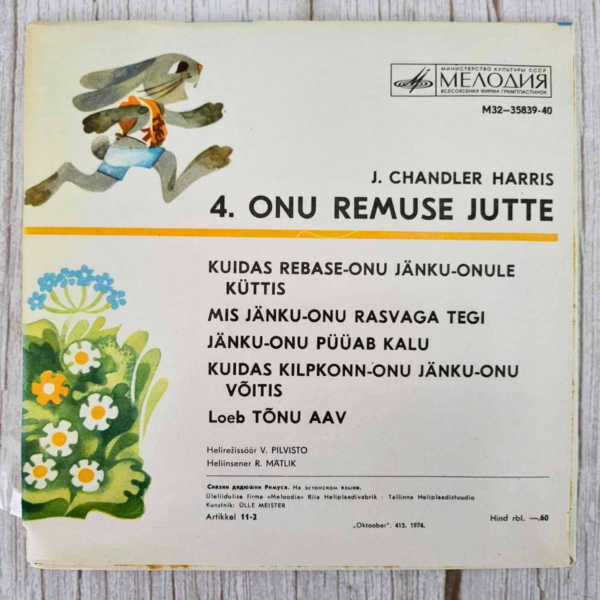 МИНИСТЕРСТВО КУЛЬТУРЫ СССР
МЕЛОДИЯ
ВСЕСОЮЗНАЯ ФИРМА ГРАМПЛАСТИНОК
М32—35839-40
J. CHANDLER HARRIS
4. ONU REMUSE JUTTE
KUIDAS REBASE-ONU JÄNKU-ONULE
KÜTTIS
MIS JÄNKU-ONU RASVAGA TEGI
JÄNKU-ONU PÜÜAB KALU
KUIDAS KILPKONN-ONU JÄNKU-ONU
VÕITIS
Loeb TÕNU AAV
Helirežissöör V. PILVISTO
Heliinsener R. MÄTLIK
Сказки дядюшки Римуса. На эстонском языке.
Üleliidulise firma «Meloodia» Riia Heliplaadivabrik · Tallinna Heliplaadistuudio
Kunstnik: ÜLLE MEISTER
Artikkel 11-2
„Oktoober". 415. 1974.
Hind rbl. —.60